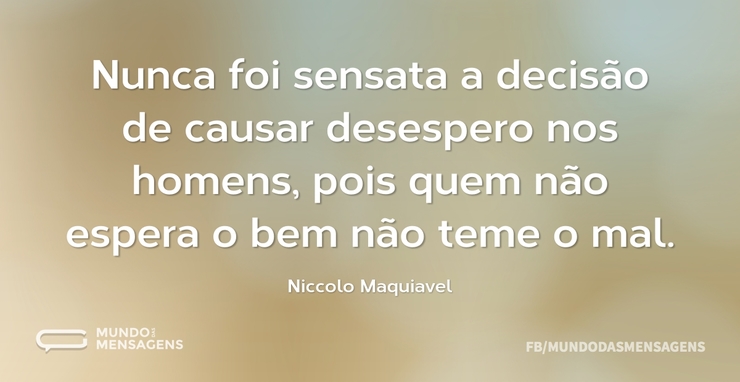 Nunca foi sensata a decisão
de causar desespero nos
homens, pois quem não
espera o bem não teme o mal.
Niccolo Maquiavel
MUNDO DAS
MENSAGENS
FB/MUNDODASMENSAGENS